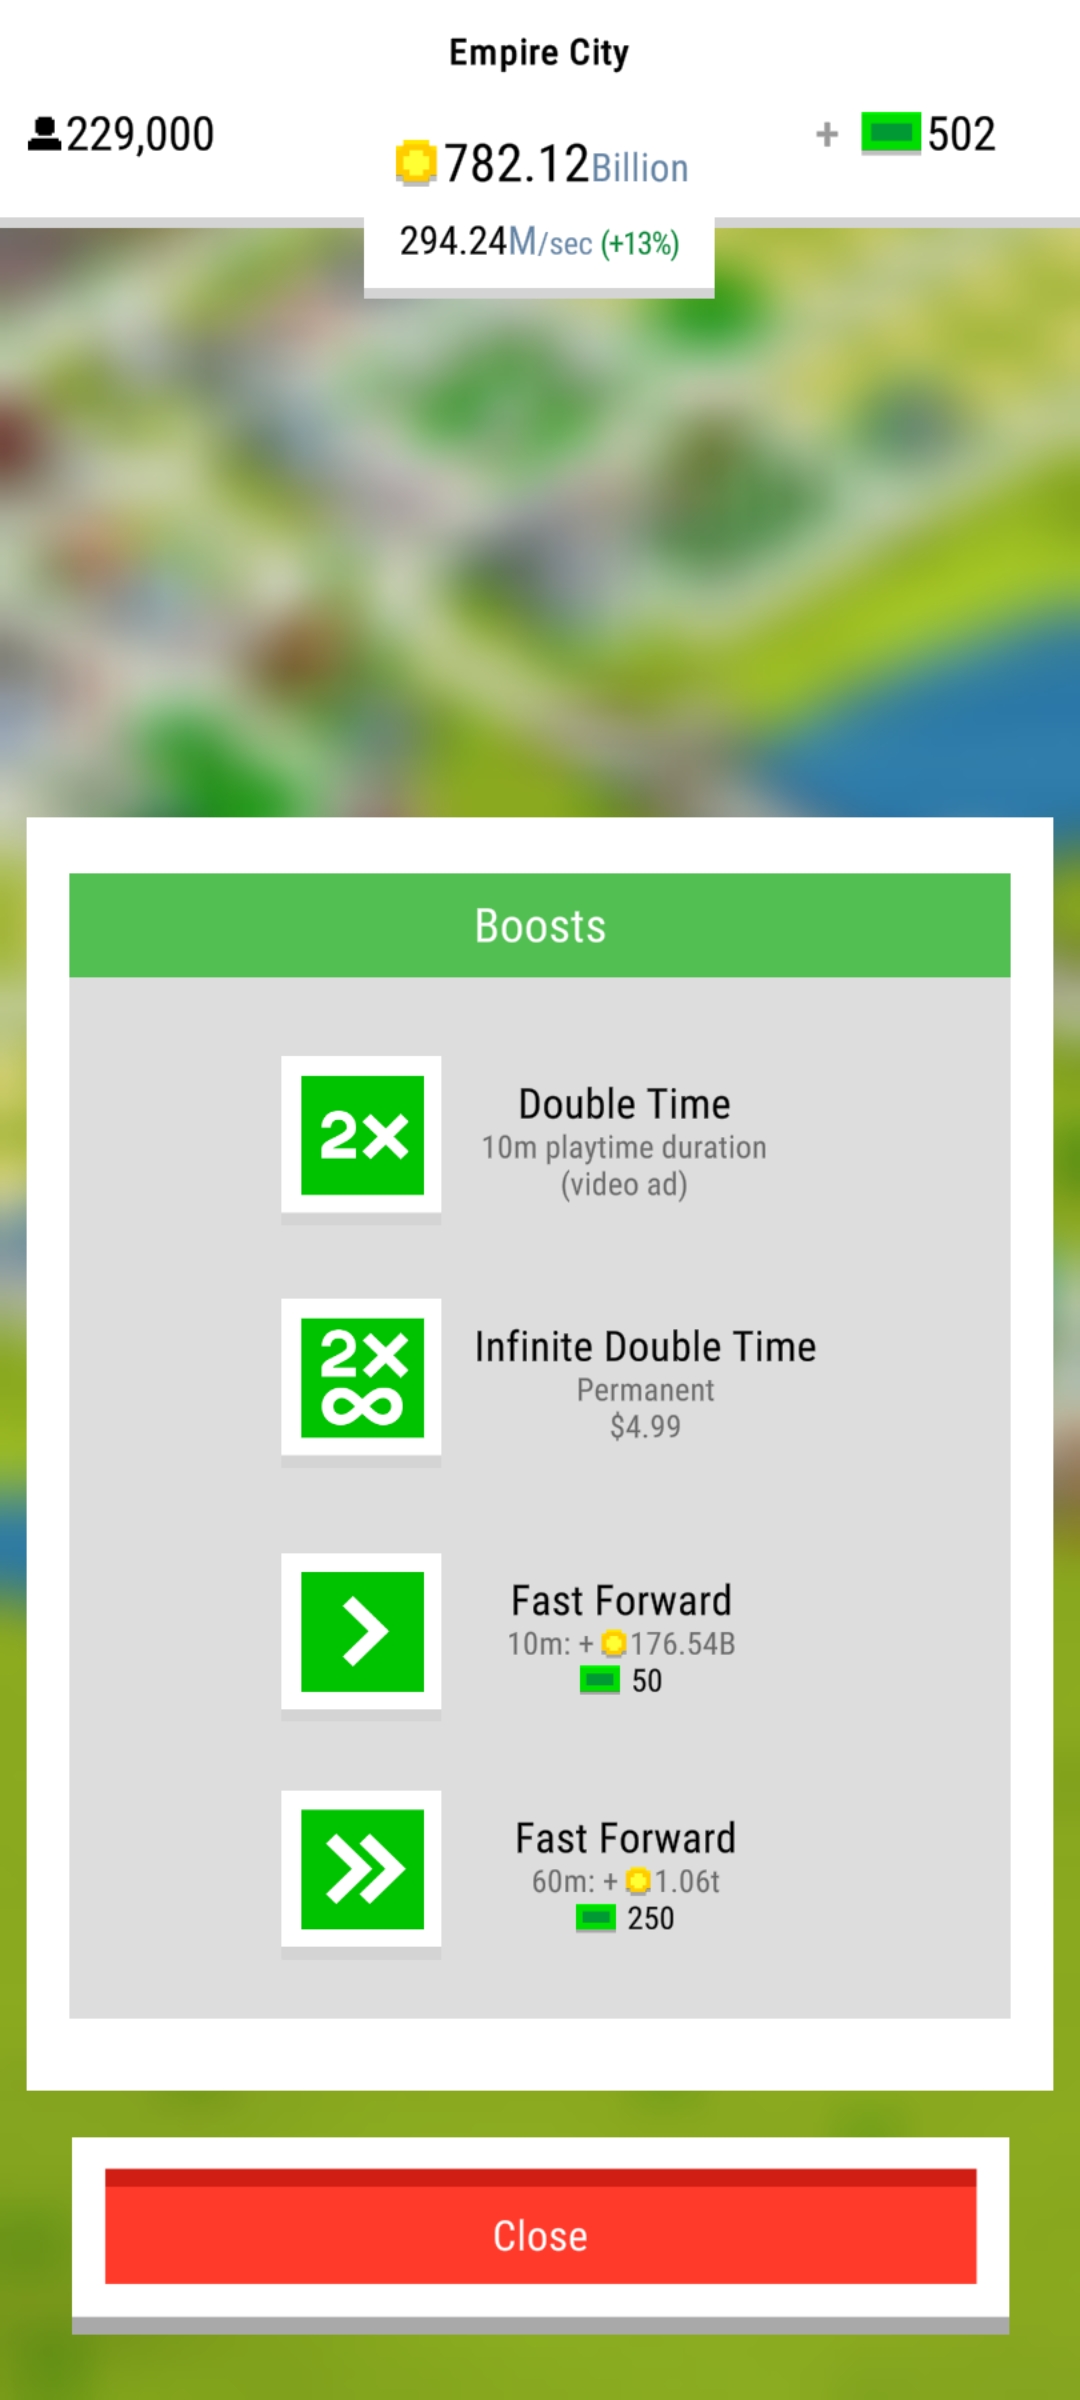 Empire City
229,000
+ 502
782.12Billion
294.24M/sec (+13%)
Boosts
2×
Double Time
10m playtime duration
(video ad)
2×
∞
Infinite Double Time
Permanent
$4.99
Fast Forward
10m: + 176.54B
50
Fast Forward
60m: + 1.06t
250
Close